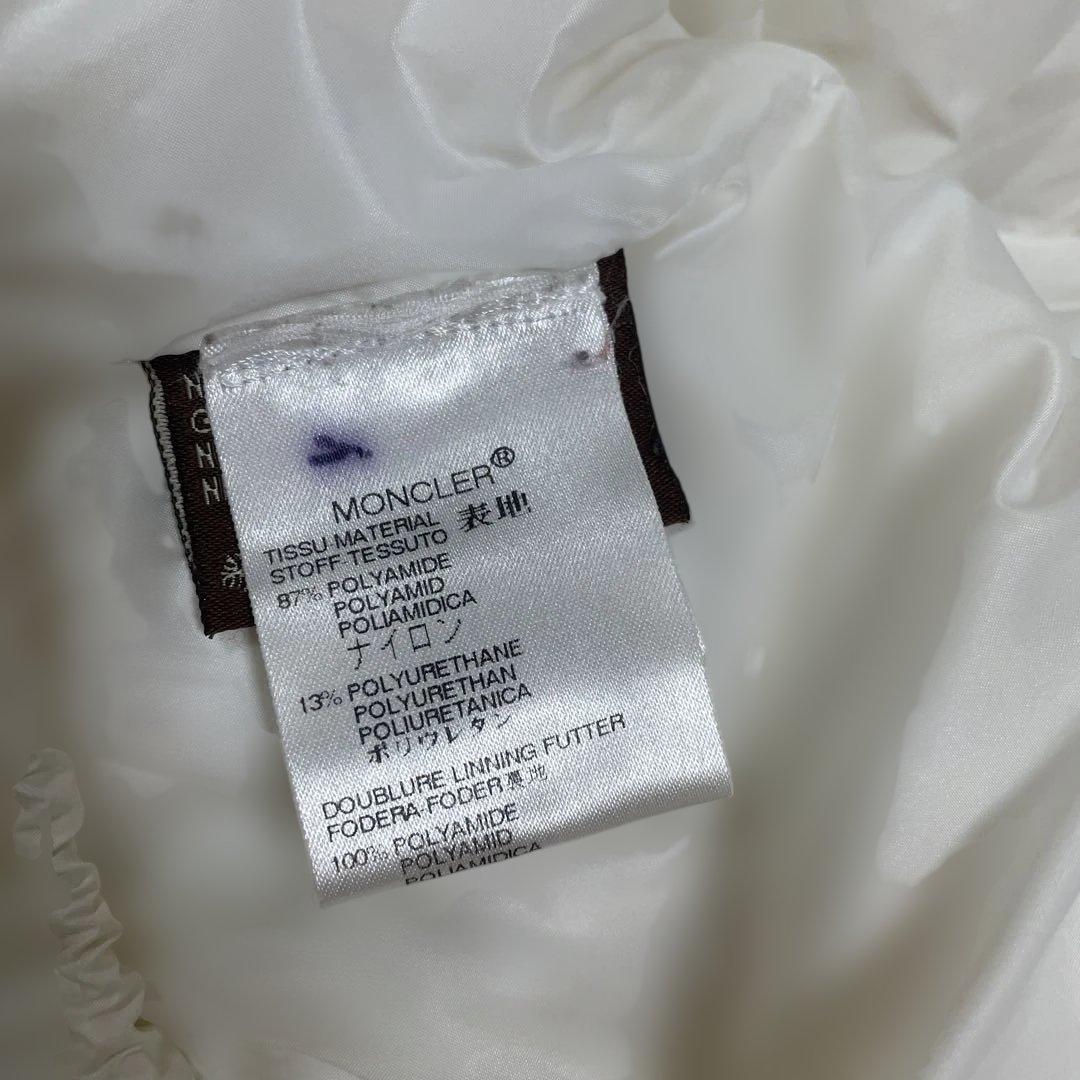 MONCLER®
TISSU-MATERIAL 表地
STOFF-TESSUTO
87% POLYAMIDE
POLYAMID
POLIAMIDICA
ナイロン
13% POLYURETHANE
POLYURETHAN
POLIURETANICA
ポリウレタン
DOUBLURE LINNING FUTTER
FODERA-FODER 裏地
100% POLYAMIDE
POLYAMID
POLIAMIDICA